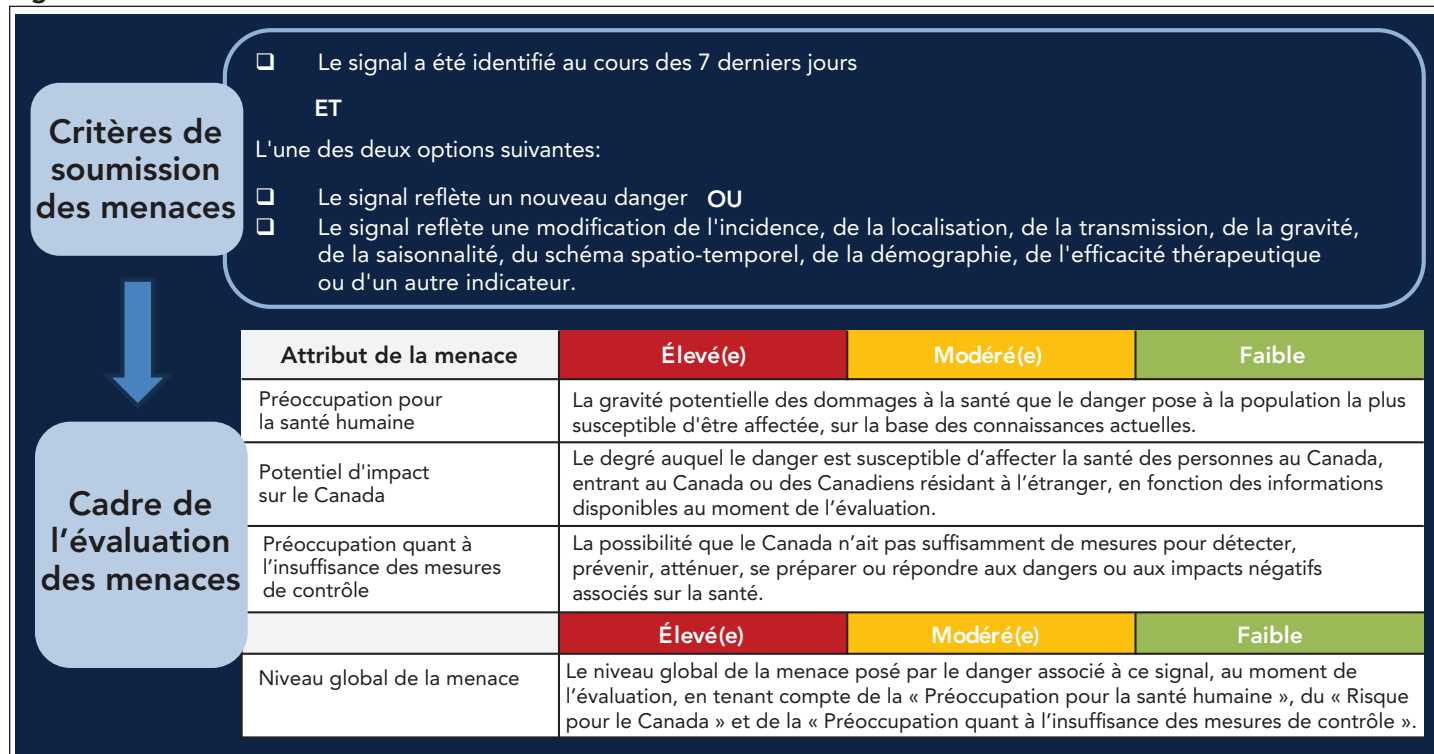 Critères de
soumission
des menaces
❑ Le signal a été identifié au cours des 7 derniers jours
ET
L'une des deux options suivantes:
❑ Le signal reflète un nouveau danger OU
❑ Le signal reflète une modification de l'incidence, de la localisation, de la transmission, de la gravité,
de la saisonnalité, du schéma spatio-temporel, de la démographie, de l'efficacité thérapeutique
ou d'un autre indicateur.
Cadre de
l’évaluation
des menaces
Attribut de la menace Élevé(e) Modéré(e) Faible
Préoccupation pour
la santé humaine
La gravité potentielle des dommages à la santé que le danger pose à la population la plus
susceptible d'être affectée, sur la base des connaissances actuelles.
Potentiel d'impact
sur le Canada
Le degré auquel le danger est susceptible d’affecter la santé des personnes au Canada,
entrant au Canada ou des Canadiens résidant à l’étranger, en fonction des informations
disponibles au moment de l’évaluation.
Préoccupation quant à
l’insuffisance des mesures
de contrôle
La possibilité que le Canada n’ait pas suffisamment de mesures pour détecter,
prévenir, atténuer, se préparer ou répondre aux dangers ou aux impacts négatifs
associés sur la santé.
Élevé(e) Modéré(e) Faible
Niveau global de la menace
Le niveau global de la menace posé par le danger associé à ce signal, au moment de
l’évaluation, en tenant compte de la « Préoccupation pour la santé humaine », du « Risque
pour le Canada » et de la « Préoccupation quant à l’insuffisance des mesures de contrôle ».